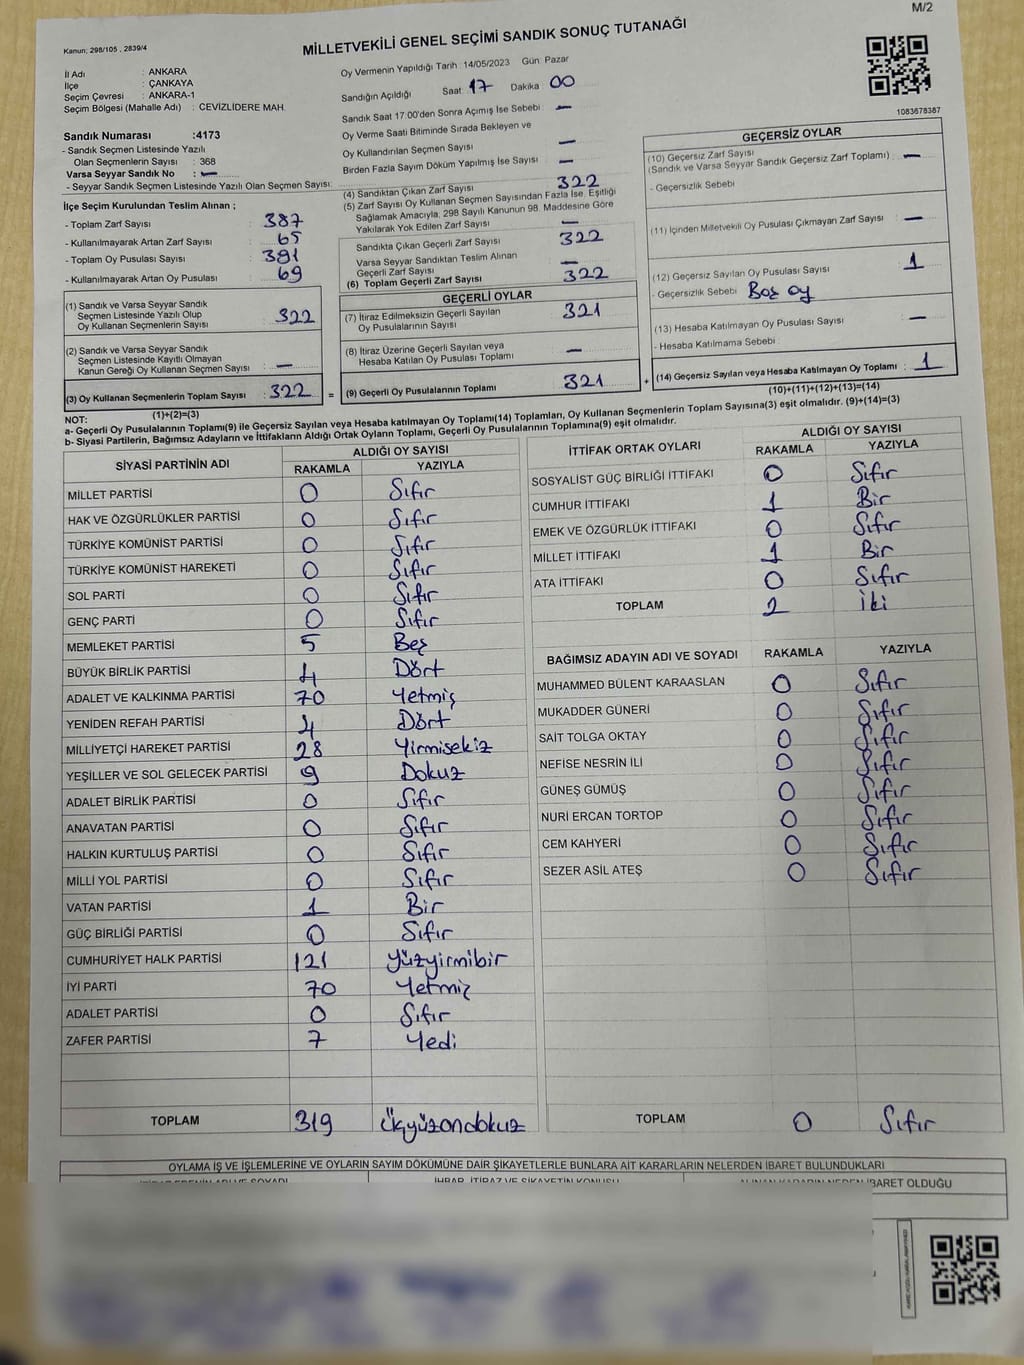 M/2
Kanun; 298/105 , 2839/4
MİLLETVEKİLİ GENEL SEÇİMİ SANDIK SONUÇ TUTANAĞI
İl Adı : ANKARA
İlçe : ÇANKAYA
Seçim Çevresi : ANKARA-1
Seçim Bölgesi (Mahalle Adı) : CEVİZLİDERE MAH.
Oy Vermenin Yapıldığı Tarih : 14/05/2023 Gün: Pazar
Sandığın Açıldığı Saat: 17 Dakika: 00
Sandık Saat 17:00'den Sonra Açımış İse Sebebi : —
Oy Verme Saati Bitiminde Sırada Bekleyen ve
Oy Kullandırılan Seçmen Sayısı —
Birden Fazla Sayım Döküm Yapılmış İse Sayısı —
1083678387
Sandık Numarası :4173
- Sandık Seçmen Listesinde Yazılı
Olan Seçmenlerin Sayısı : 368
Varsa Seyyar Sandık No : —
- Seyyar Sandık Seçmen Listesinde Yazılı Olan Seçmen Sayısı:
İlçe Seçim Kurulundan Teslim Alınan ;
- Toplam Zarf Sayısı : 387
- Kullanılmayarak Artan Zarf Sayısı : 65
- Toplam Oy Pusulası Sayısı : 391
- Kullanılmayarak Artan Oy Pusulası : 69
(1) Sandık ve Varsa Seyyar Sandık
Seçmen Listesinde Yazılı Olup
Oy Kullanan Seçmenlerin Sayısı : 322
(2) Sandık ve Varsa Seyyar Sandık
Seçmen Listesinde Kayıtlı Olmayan
Kanun Gereği Oy Kullanan Seçmen Sayısı : —
(3) Oy Kullanan Seçmenlerin Toplam Sayısı : 322
(1)+(2)=(3)
(4) Sandıktan Çıkan Zarf Sayısı 322
(5) Zarf Sayısı Oy Kullanan Seçmen Sayısından Fazla İse, Eşitliği
Sağlamak Amacıyla, 298 Sayılı Kanunun 98. Maddesine Göre
Yakılarak Yok Edilen Zarf Sayısı —
Sandıkta Çıkan Geçerli Zarf Sayısı 322
Varsa Seyyar Sandıktan Teslim Alınan
Geçerli Zarf Sayısı —
(6) Toplam Geçerli Zarf Sayısı 322
GEÇERLİ OYLAR
(7) İtiraz Edilmeksizin Geçerli Sayılan
Oy Pusulalarının Sayısı 321
(8) İtiraz Üzerine Geçerli Sayılan veya
Hesaba Katılan Oy Pusulası Toplamı —
= (9) Geçerli Oy Pusulalarının Toplamı 321
GEÇERSİZ OYLAR
(10) Geçersiz Zarf Sayısı
(Sandık ve Varsa Seyyar Sandık Geçersiz Zarf Toplamı) : —
- Geçersizlik Sebebi
(11) İçinden Milletvekili Oy Pusulası Çıkmayan Zarf Sayısı : —
(12) Geçersiz Sayılan Oy Pusulası Sayısı : 1
- Geçersizlik Sebebi Boş oy
(13) Hesaba Katılmayan Oy Pusulası Sayısı : —
- Hesaba Katılmama Sebebi :
+ (14) Geçersiz Sayılan veya Hesaba Katılmayan Oy Toplamı : 1
(10)+(11)+(12)+(13)=(14)
NOT:
a- Geçerli Oy Pusulalarının Toplamı(9) ile Geçersiz Sayılan veya Hesaba katılmayan Oy Toplamı(14) Toplamları, Oy Kullanan Seçmenlerin Toplam Sayısına(3) eşit olmalıdır. (9)+(14)=(3)
b- Siyasi Partilerin, Bağımsız Adayların ve İttifakların Aldığı Ortak Oyların Toplamı, Geçerli Oy Pusulalarının Toplamına(9) eşit olmalıdır.
SİYASİ PARTİNİN ADI ALDIĞI OY SAYISI
RAKAMLA YAZIYLA
MİLLET PARTİSİ 0 Sıfır
HAK VE ÖZGÜRLÜKLER PARTİSİ 0 Sıfır
TÜRKİYE KOMÜNİST PARTİSİ 0 Sıfır
TÜRKİYE KOMÜNİST HAREKETİ 0 Sıfır
SOL PARTİ 0 Sıfır
GENÇ PARTİ 0 Sıfır
MEMLEKET PARTİSİ 5 Beş
BÜYÜK BİRLİK PARTİSİ 4 Dört
ADALET VE KALKINMA PARTİSİ 70 Yetmiş
YENİDEN REFAH PARTİSİ 4 Dört
MİLLİYETÇİ HAREKET PARTİSİ 28 Yirmisekiz
YEŞİLLER VE SOL GELECEK PARTİSİ 9 Dokuz
ADALET BİRLİK PARTİSİ 0 Sıfır
ANAVATAN PARTİSİ 0 Sıfır
HALKIN KURTULUŞ PARTİSİ 0 Sıfır
MİLLİ YOL PARTİSİ 0 Sıfır
VATAN PARTİSİ 1 Bir
GÜÇ BİRLİĞİ PARTİSİ 0 Sıfır
CUMHURİYET HALK PARTİSİ 121 Yüzyirmibir
İYİ PARTİ 70 Yetmiş
ADALET PARTİSİ 0 Sıfır
ZAFER PARTİSİ 7 Yedi
TOPLAM 319 Üçyüzondokuz
İTTİFAK ORTAK OYLARI ALDIĞI OY SAYISI
RAKAMLA YAZIYLA
SOSYALİST GÜÇ BİRLİĞİ İTTİFAKI 0 Sıfır
CUMHUR İTTİFAKI 1 Bir
EMEK VE ÖZGÜRLÜK İTTİFAKI 0 Sıfır
MİLLET İTTİFAKI 1 Bir
ATA İTTİFAKI 0 Sıfır
TOPLAM 2 İki
BAĞIMSIZ ADAYIN ADI VE SOYADI ALDIĞI OY SAYISI
RAKAMLA YAZIYLA
MUHAMMED BÜLENT KARAASLAN 0 Sıfır
MUKADDER GÜNERİ 0 Sıfır
SAİT TOLGA OKTAY 0 Sıfır
NEFİSE NESRİN İLİ 0 Sıfır
GÜNEŞ GÜMÜŞ 0 Sıfır
NURİ ERCAN TORTOP 0 Sıfır
CEM KAHYERİ 0 Sıfır
SEZER ASİL ATEŞ 0 Sıfır
TOPLAM 0 Sıfır
OYLAMA İŞ VE İŞLEMLERİNE VE OYLARIN SAYIM DÖKÜMÜNE DAİR ŞİKAYETLERLE BUNLARA AİT KARARLARIN NELERDEN İBARET BULUNDUKLARI
İHBAR, İTİRAZ VE ŞİKAYETİN KONUSU
İBARET OLDUĞU